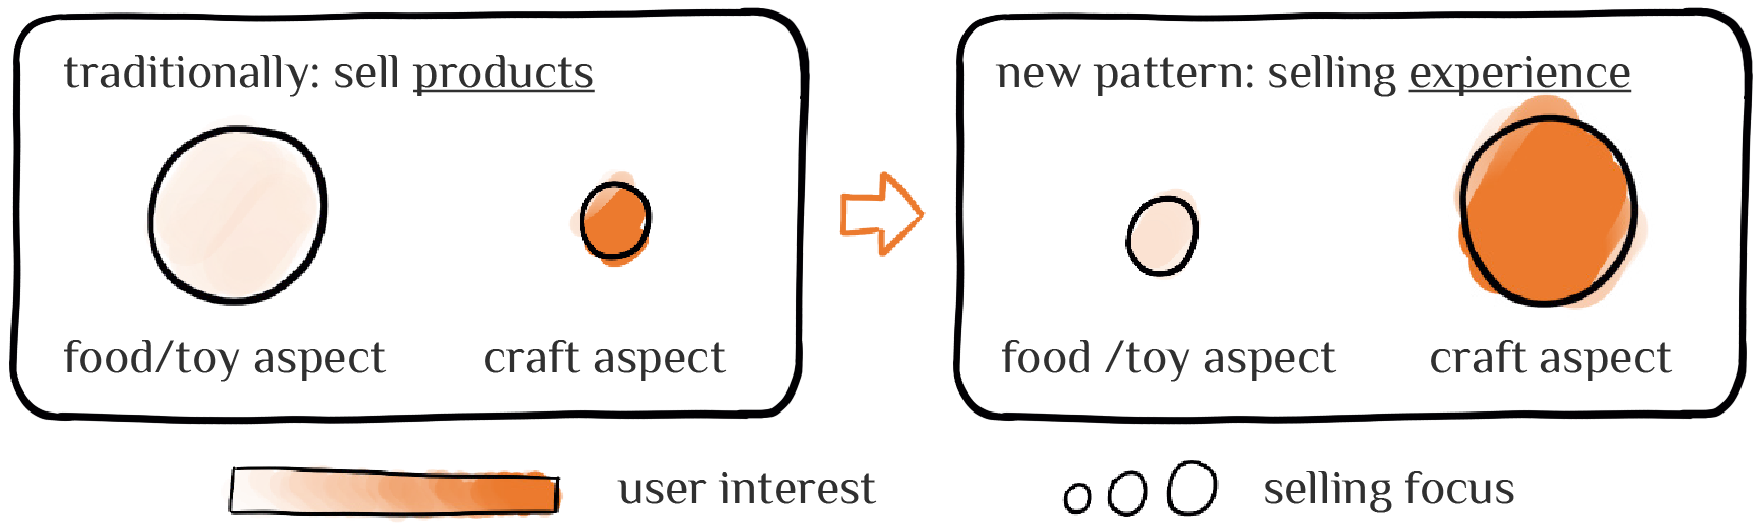 traditionally: sell products
new pattern: selling experience
food/toy aspect
craft aspect
food /toy aspect
craft aspect
user interest
selling focus